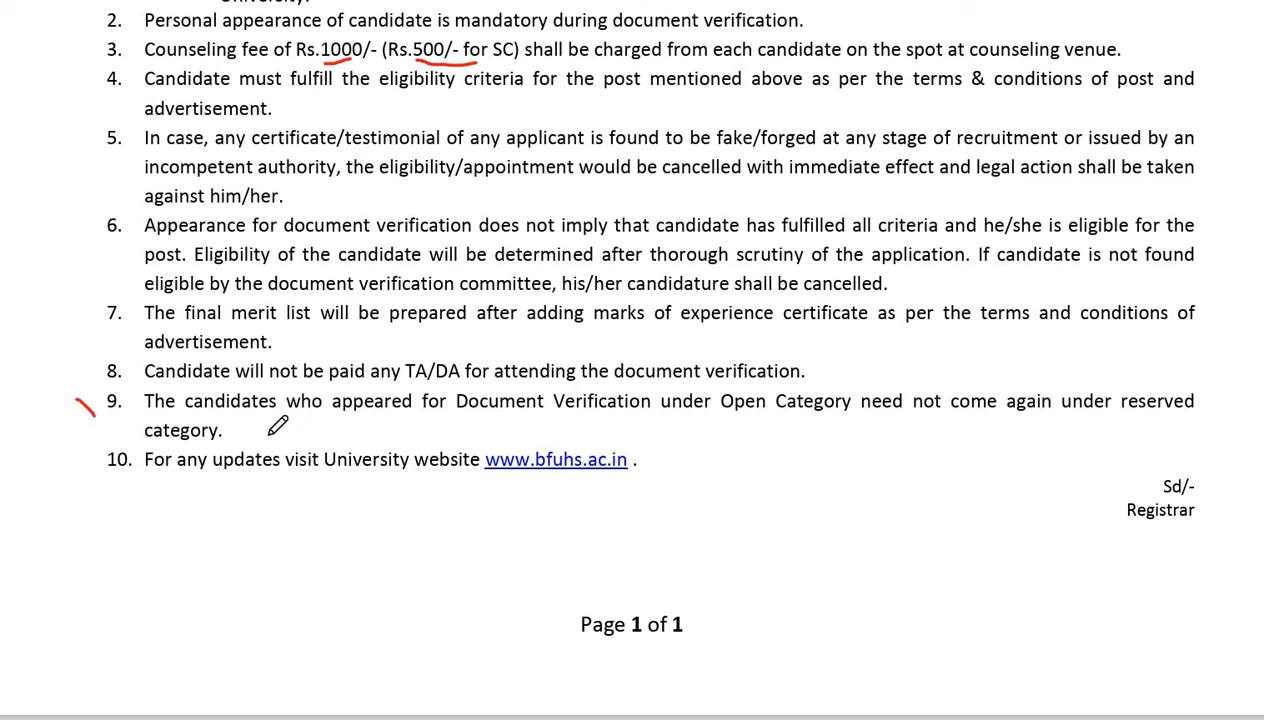 2. Personal appearance of candidate is mandatory during document verification.
3. Counseling fee of Rs.1000/- (Rs.500/- for SC) shall be charged from each candidate on the spot at counseling venue.
4. Candidate must fulfill the eligibility criteria for the post mentioned above as per the terms & conditions of post and
advertisement.
5. In case, any certificate/testimonial of any applicant is found to be fake/forged at any stage of recruitment or issued by an
incompetent authority, the eligibility/appointment would be cancelled with immediate effect and legal action shall be taken
against him/her.
6. Appearance for document verification does not imply that candidate has fulfilled all criteria and he/she is eligible for the
post. Eligibility of the candidate will be determined after thorough scrutiny of the application. If candidate is not found
eligible by the document verification committee, his/her candidature shall be cancelled.
7. The final merit list will be prepared after adding marks of experience certificate as per the terms and conditions of
advertisement.
8. Candidate will not be paid any TA/DA for attending the document verification.
9. The candidates who appeared for Document Verification under Open Category need not come again under reserved
category.
10. For any updates visit University website www.bfuhs.ac.in .
Sd/-
Registrar
Page 1 of 1